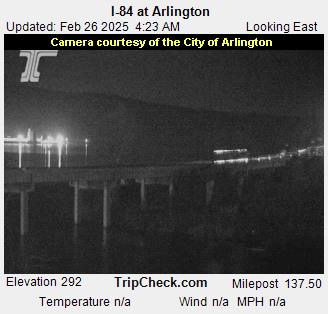 I-84 at Arlington
Updated: Feb 26 2025 4:23 AM Looking East
Camera courtesy of the City of Arlington
Elevation 292 TripCheck.com Milepost 137.50
Temperature n/a Wind n/a MPH n/a